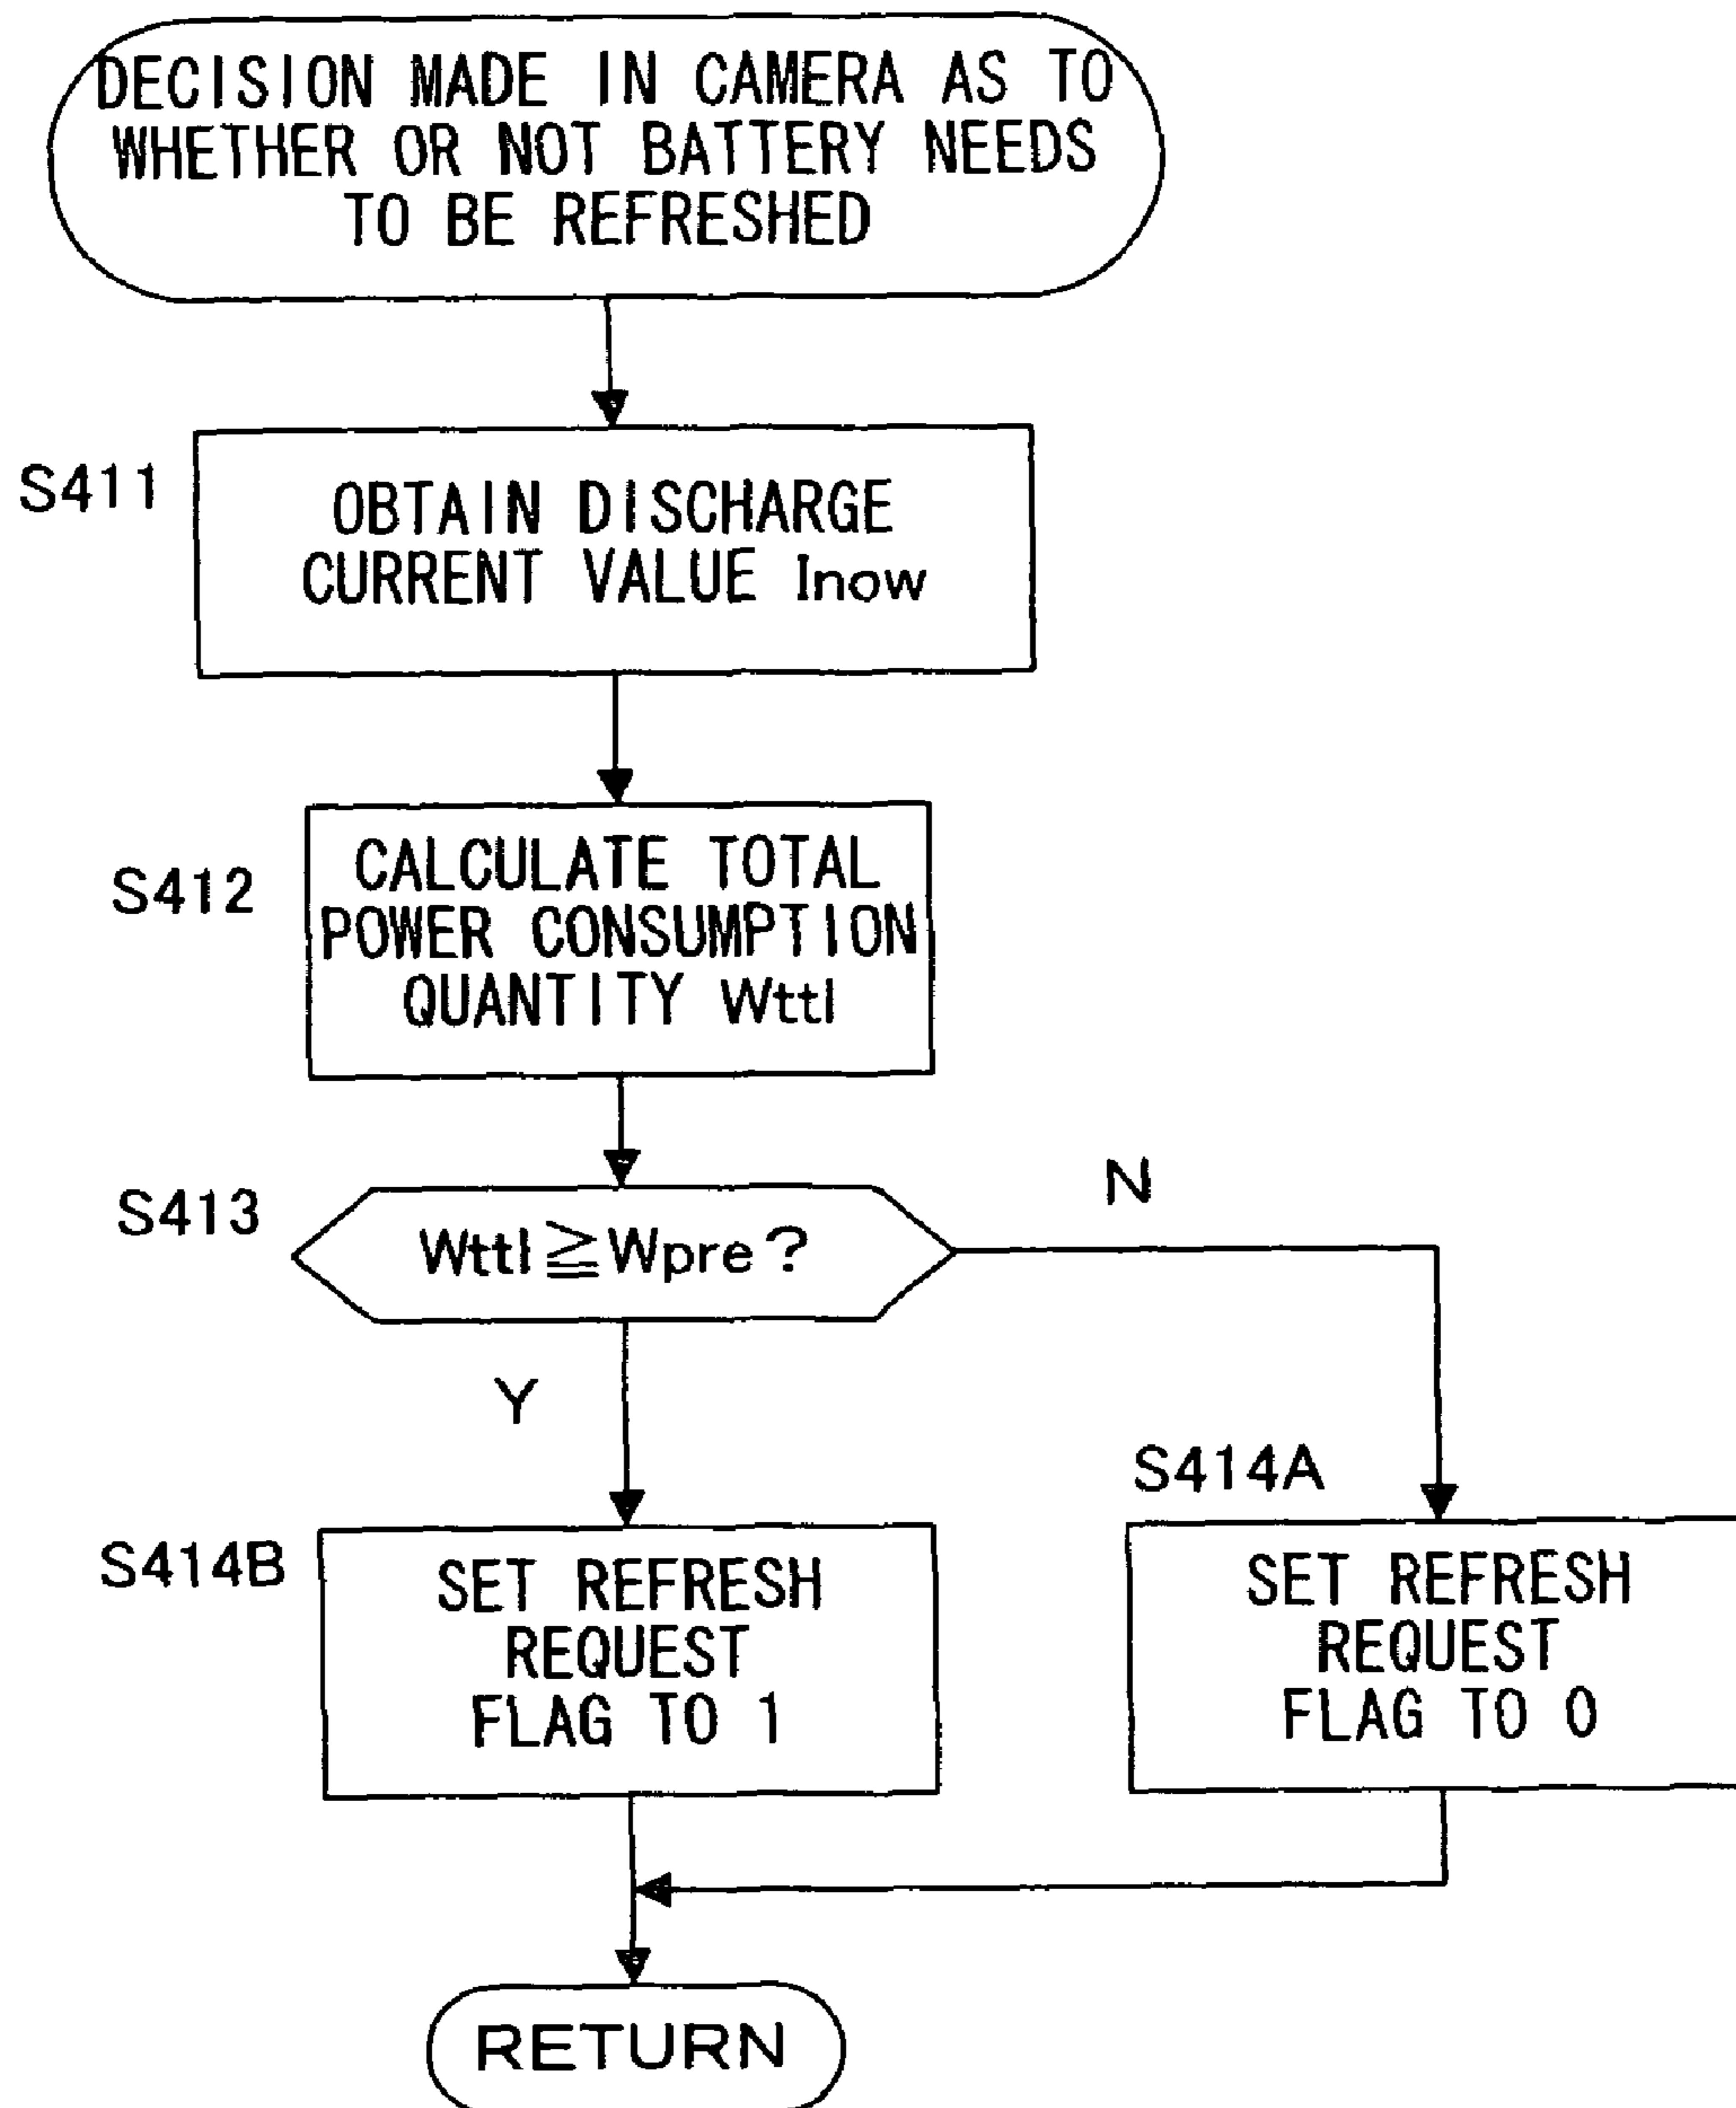 DECISION MADE IN CAMERA AS TO
WHETHER OR NOT BATTERY NEEDS
TO BE REFRESHED
S411
OBTAIN DISCHARGE
CURRENT VALUE Inow
S412
CALCULATE TOTAL
POWER CONSUMPTION
QUANTITY Wttl
S413
Wttl≧Wpre?
N
Y
S414B
SET REFRESH
REQUEST
FLAG TO 1
S414A
SET REFRESH
REQUEST
FLAG TO 0
RETURN